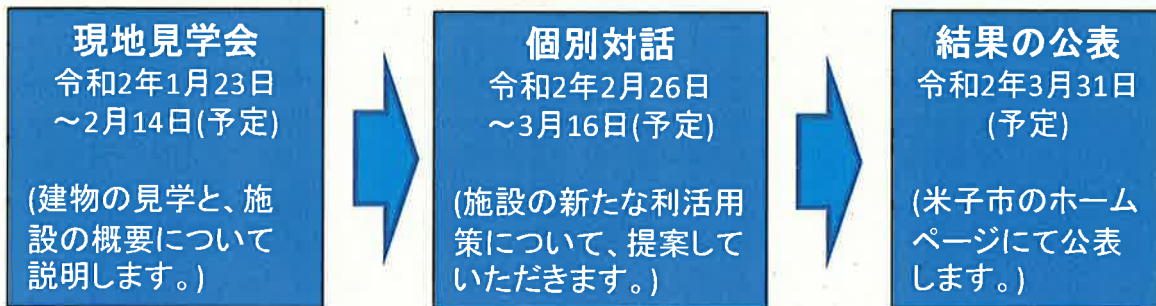 現地見学会
令和2年1月23日
～2月14日(予定)
(建物の見学と、施
設の概要について
説明します。)
個別対話
令和2年2月26日
～3月16日(予定)
(施設の新たな利活用
策について、提案して
いただきます。)
結果の公表
令和2年3月31日
(予定)
(米子市のホーム
ページにて公表
します。)